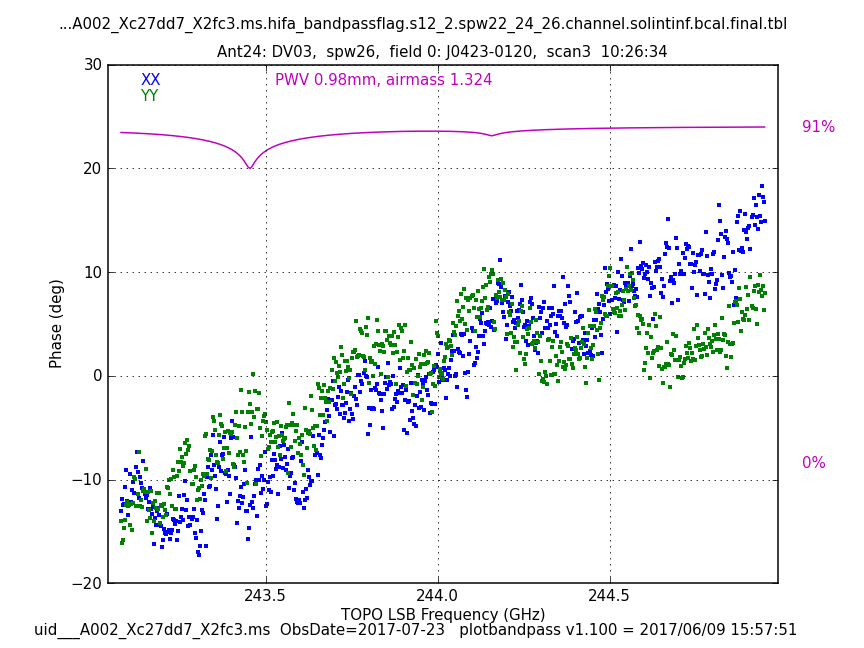 ...A002_Xc27dd7_X2fc3.ms.hifa_bandpassflag.s12_2.spw22_24_26.channel.solintinf.bcal.final.tbl
Ant24: DV03, spw26, field 0: J0423-0120, scan3 10:26:34
30
XX
PWV 0.98mm, airmass 1.324
YY
91%
20
10
Phase (deg)
0
0%
−10
−20
243.5
244.0
244.5
TOPO LSB Frequency (GHz)
uid___A002_Xc27dd7_X2fc3.ms ObsDate=2017-07-23 plotbandpass v1.100 = 2017/06/09 15:57:51